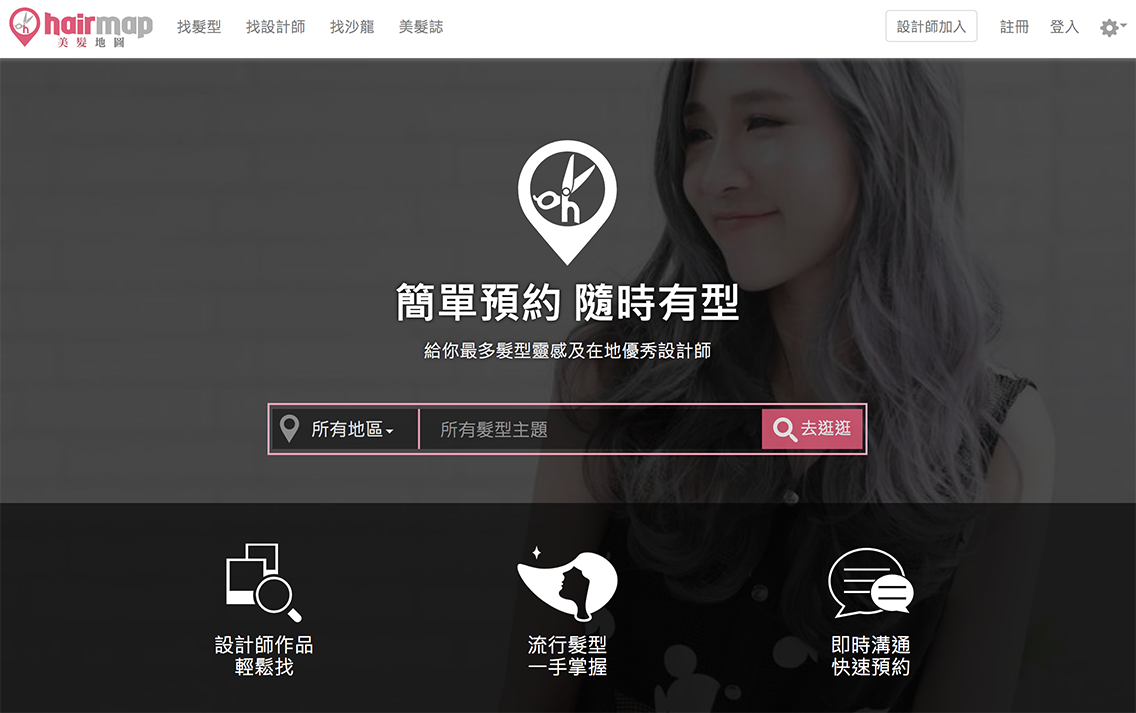 hairmap
美髮地圖
找髮型 找設計師 找沙龍 美髮誌 設計師加入 註冊 登入
h
簡單預約 隨時有型
給你最多髮型靈感及在地優秀設計師
所有地區 所有髮型主題 去逛逛
設計師作品
輕鬆找
流行髮型
一手掌握
即時溝通
快速預約